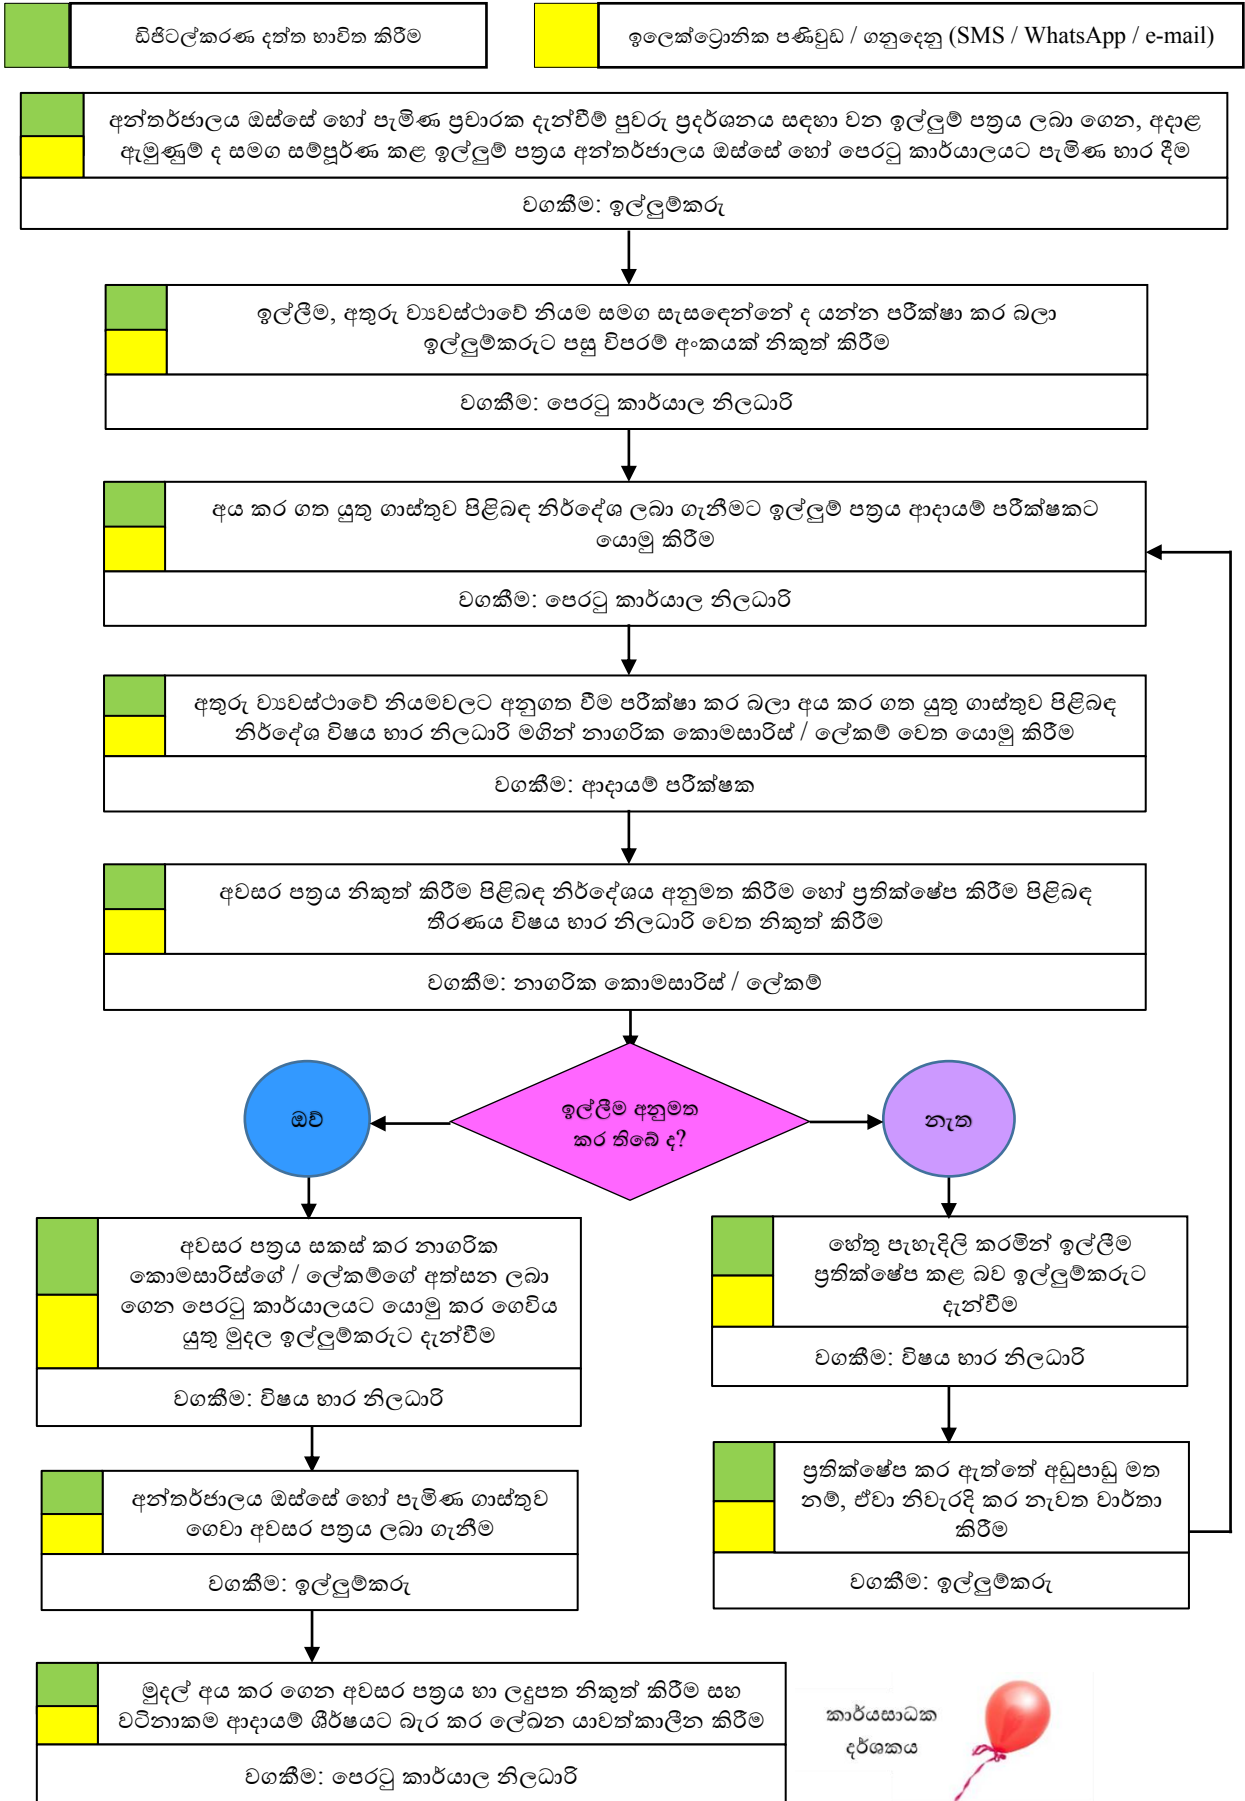 ඩිජිටල්කරණ දත්ත භාවිත කිරීම
ඉලෙක්ට්‍රොනික පණිවුඩ / ගනුදෙනු (SMS / WhatsApp / e-mail)
අන්තර්ජාලය ඔස්සේ හෝ පැමිණ ප්‍රචාරක දැන්වීම් පුවරු ප්‍රදර්ශනය සඳහා වන ඉල්ලුම් පත්‍රය ලබා ගෙන, අදාළ
ඇමුණුම් ද සමග සම්පූර්ණ කළ ඉල්ලුම් පත්‍රය අන්තර්ජාලය ඔස්සේ හෝ පෙරටු කාර්යාලයට පැමිණ භාර දීම
වගකීම: ඉල්ලුම්කරු
ඉල්ලීම, අතුරු ව්‍යවස්ථාවේ නියම සමග සැසඳෙන්නේ ද යන්න පරීක්ෂා කර බලා
ඉල්ලුම්කරුට පසු විපරම් අංකයක් නිකුත් කිරීම
වගකීම: පෙරටු කාර්යාල නිලධාරි
අය කර ගත යුතු ගාස්තුව පිළිබඳ නිර්දේශ ලබා ගැනීමට ඉල්ලුම් පත්‍රය ආදායම් පරීක්ෂකට
යොමු කිරීම
වගකීම: පෙරටු කාර්යාල නිලධාරි
අතුරු ව්‍යවස්ථාවේ නියමවලට අනුගත වීම පරීක්ෂා කර බලා අය කර ගත යුතු ගාස්තුව පිළිබඳ
නිර්දේශ විෂය භාර නිලධාරි මගින් නාගරික කොමසාරිස් / ලේකම් වෙත යොමු කිරීම
වගකීම: ආදායම් පරීක්ෂක
අවසර පත්‍රය නිකුත් කිරීම පිළිබඳ නිර්දේශය අනුමත කිරීම හෝ ප්‍රතික්ෂේප කිරීම පිළිබඳ
තීරණය විෂය භාර නිලධාරි වෙත නිකුත් කිරීම
වගකීම: නාගරික කොමසාරිස් / ලේකම්
ඉල්ලීම අනුමත
කර තිබේ ද?
ඔව්
නැත
අවසර පත්‍රය සකස් කර නාගරික
කොමසාරිස්ගේ / ලේකම්ගේ අත්සන ලබා
ගෙන පෙරටු කාර්යාලයට යොමු කර ගෙවිය
යුතු මුදල ඉල්ලුම්කරුට දැන්වීම
වගකීම: විෂය භාර නිලධාරි
හේතු පැහැදිලි කරමින් ඉල්ලීම
ප්‍රතික්ෂේප කළ බව ඉල්ලුම්කරුට
දැන්වීම
වගකීම: විෂය භාර නිලධාරි
අන්තර්ජාලය ඔස්සේ හෝ පැමිණ ගාස්තුව
ගෙවා අවසර පත්‍රය ලබා ගැනීම
වගකීම: ඉල්ලුම්කරු
ප්‍රතික්ෂේප කර ඇත්තේ අඩුපාඩු මත
නම්, ඒවා නිවැරදි කර නැවත වාර්තා
කිරීම
වගකීම: ඉල්ලුම්කරු
මුදල් අය කර ගෙන අවසර පත්‍රය හා ලදුපත නිකුත් කිරීම සහ
වටිනාකම ආදායම් ශීර්ෂයට බැර කර ලේඛන යාවත්කාලීන කිරීම
වගකීම: පෙරටු කාර්යාල නිලධාරි
කාර්යසාධක
දර්ශකය